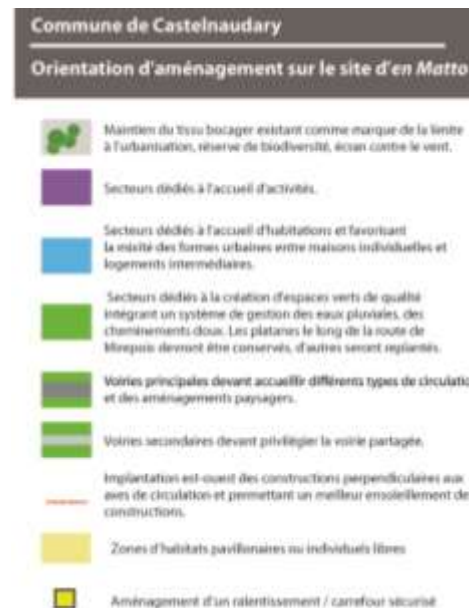 Commune de Castelnaudary
Orientation d'aménagement sur le site d'en Matto
Maintien du tissu bocager existant comme marque de la limite
à l'urbanisation, réserve de biodiversité, écran contre le vent.
Secteurs dédiés à l'accueil d'activités.
Secteurs dédiés à l'accueil d'habitations et favorisant
la mixité des formes urbaines entre maisons individuelles et
logements intermédiaires.
Secteurs dédiés à la création d'espaces verts de qualité
intégrant un système de gestion des eaux pluviales, des
cheminements doux. Les platanes le long de la route de
Mirepoix devront être conservés, d'autres seront replantés.
Voiries principales devant accueillir différents types de circulatio
et des aménagements paysagers.
Voiries secondaires devant privilégier la voirie partagée.
Implantation est-ouest des constructions perpendiculaires aux
axes de circulation et permettant un meilleur ensoleillement de
constructions.
Zones d'habitats pavillonaires ou individuels libres
Aménagement d'un ralentissement / carrefour sécurisé